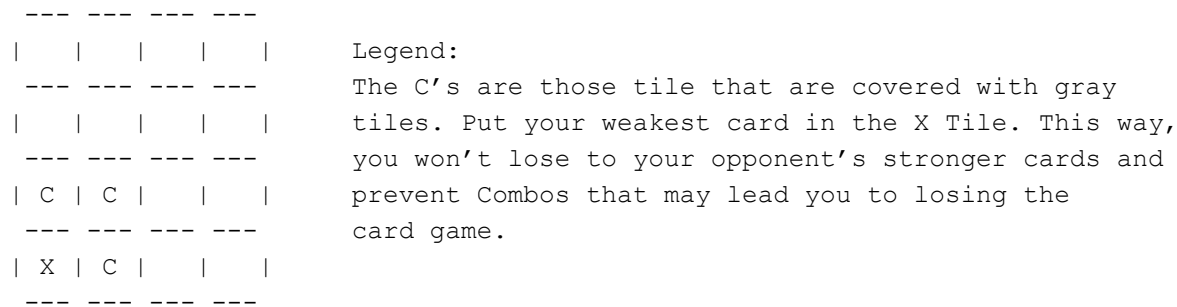 --- --- --- ---
|   |   |   |   |     Legend:
 --- --- --- ---      The C's are those tile that are covered with gray
|   |   |   |   |     tiles. Put your weakest card in the X Tile. This way,
 --- --- --- ---      you won't lose to your opponent's stronger cards and
| C | C |   |   |     prevent Combos that may lead you to losing the
 --- --- --- ---      card game.
| X | C |   |   |
 --- --- --- ---